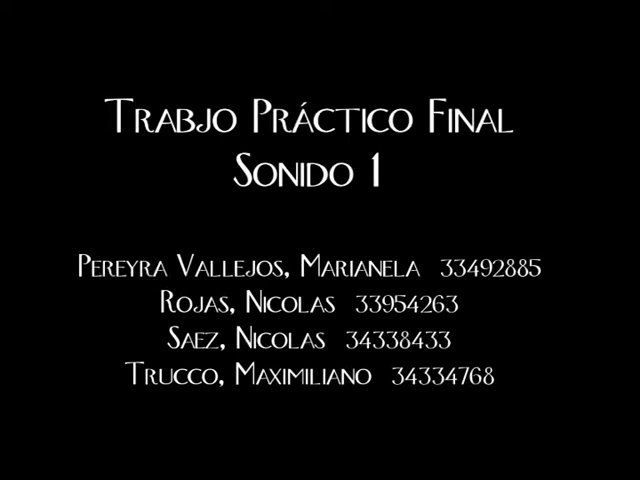 Trabjo Práctico Final
Sonido 1
Pereyra Vallejos, Marianela 33492885
Rojas, Nicolas 33954263
Saez, Nicolas 34338433
Trucco, Maximiliano 34334768